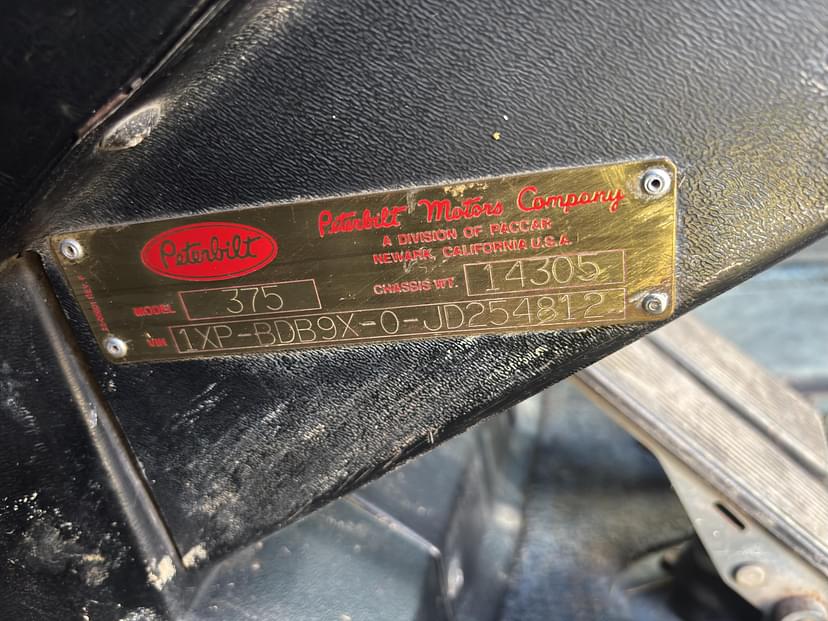 Peterbilt
Peterbilt Motors Company
A DIVISION OF PACCAR
NEWARK, CALIFORNIA U.S.A.
MODEL 375 CHASSIS WT. 14305
VIN 1XP-BDB9X-0-JD254812